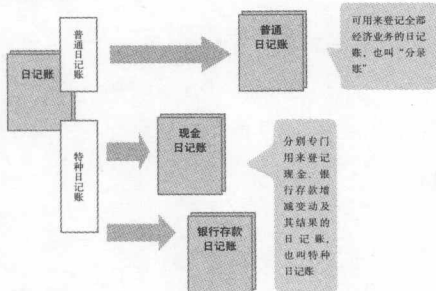 日记账
普通日记账
普通
日记账
可用来登记全部
经济业务的日记
账，也叫“分录
账”
特种日记账
现金
日记账
银行存款
日记账
分别专门
用来登记
现金、银
行存款增
减变动及
其结果的
日记账，
也叫特种
日记账